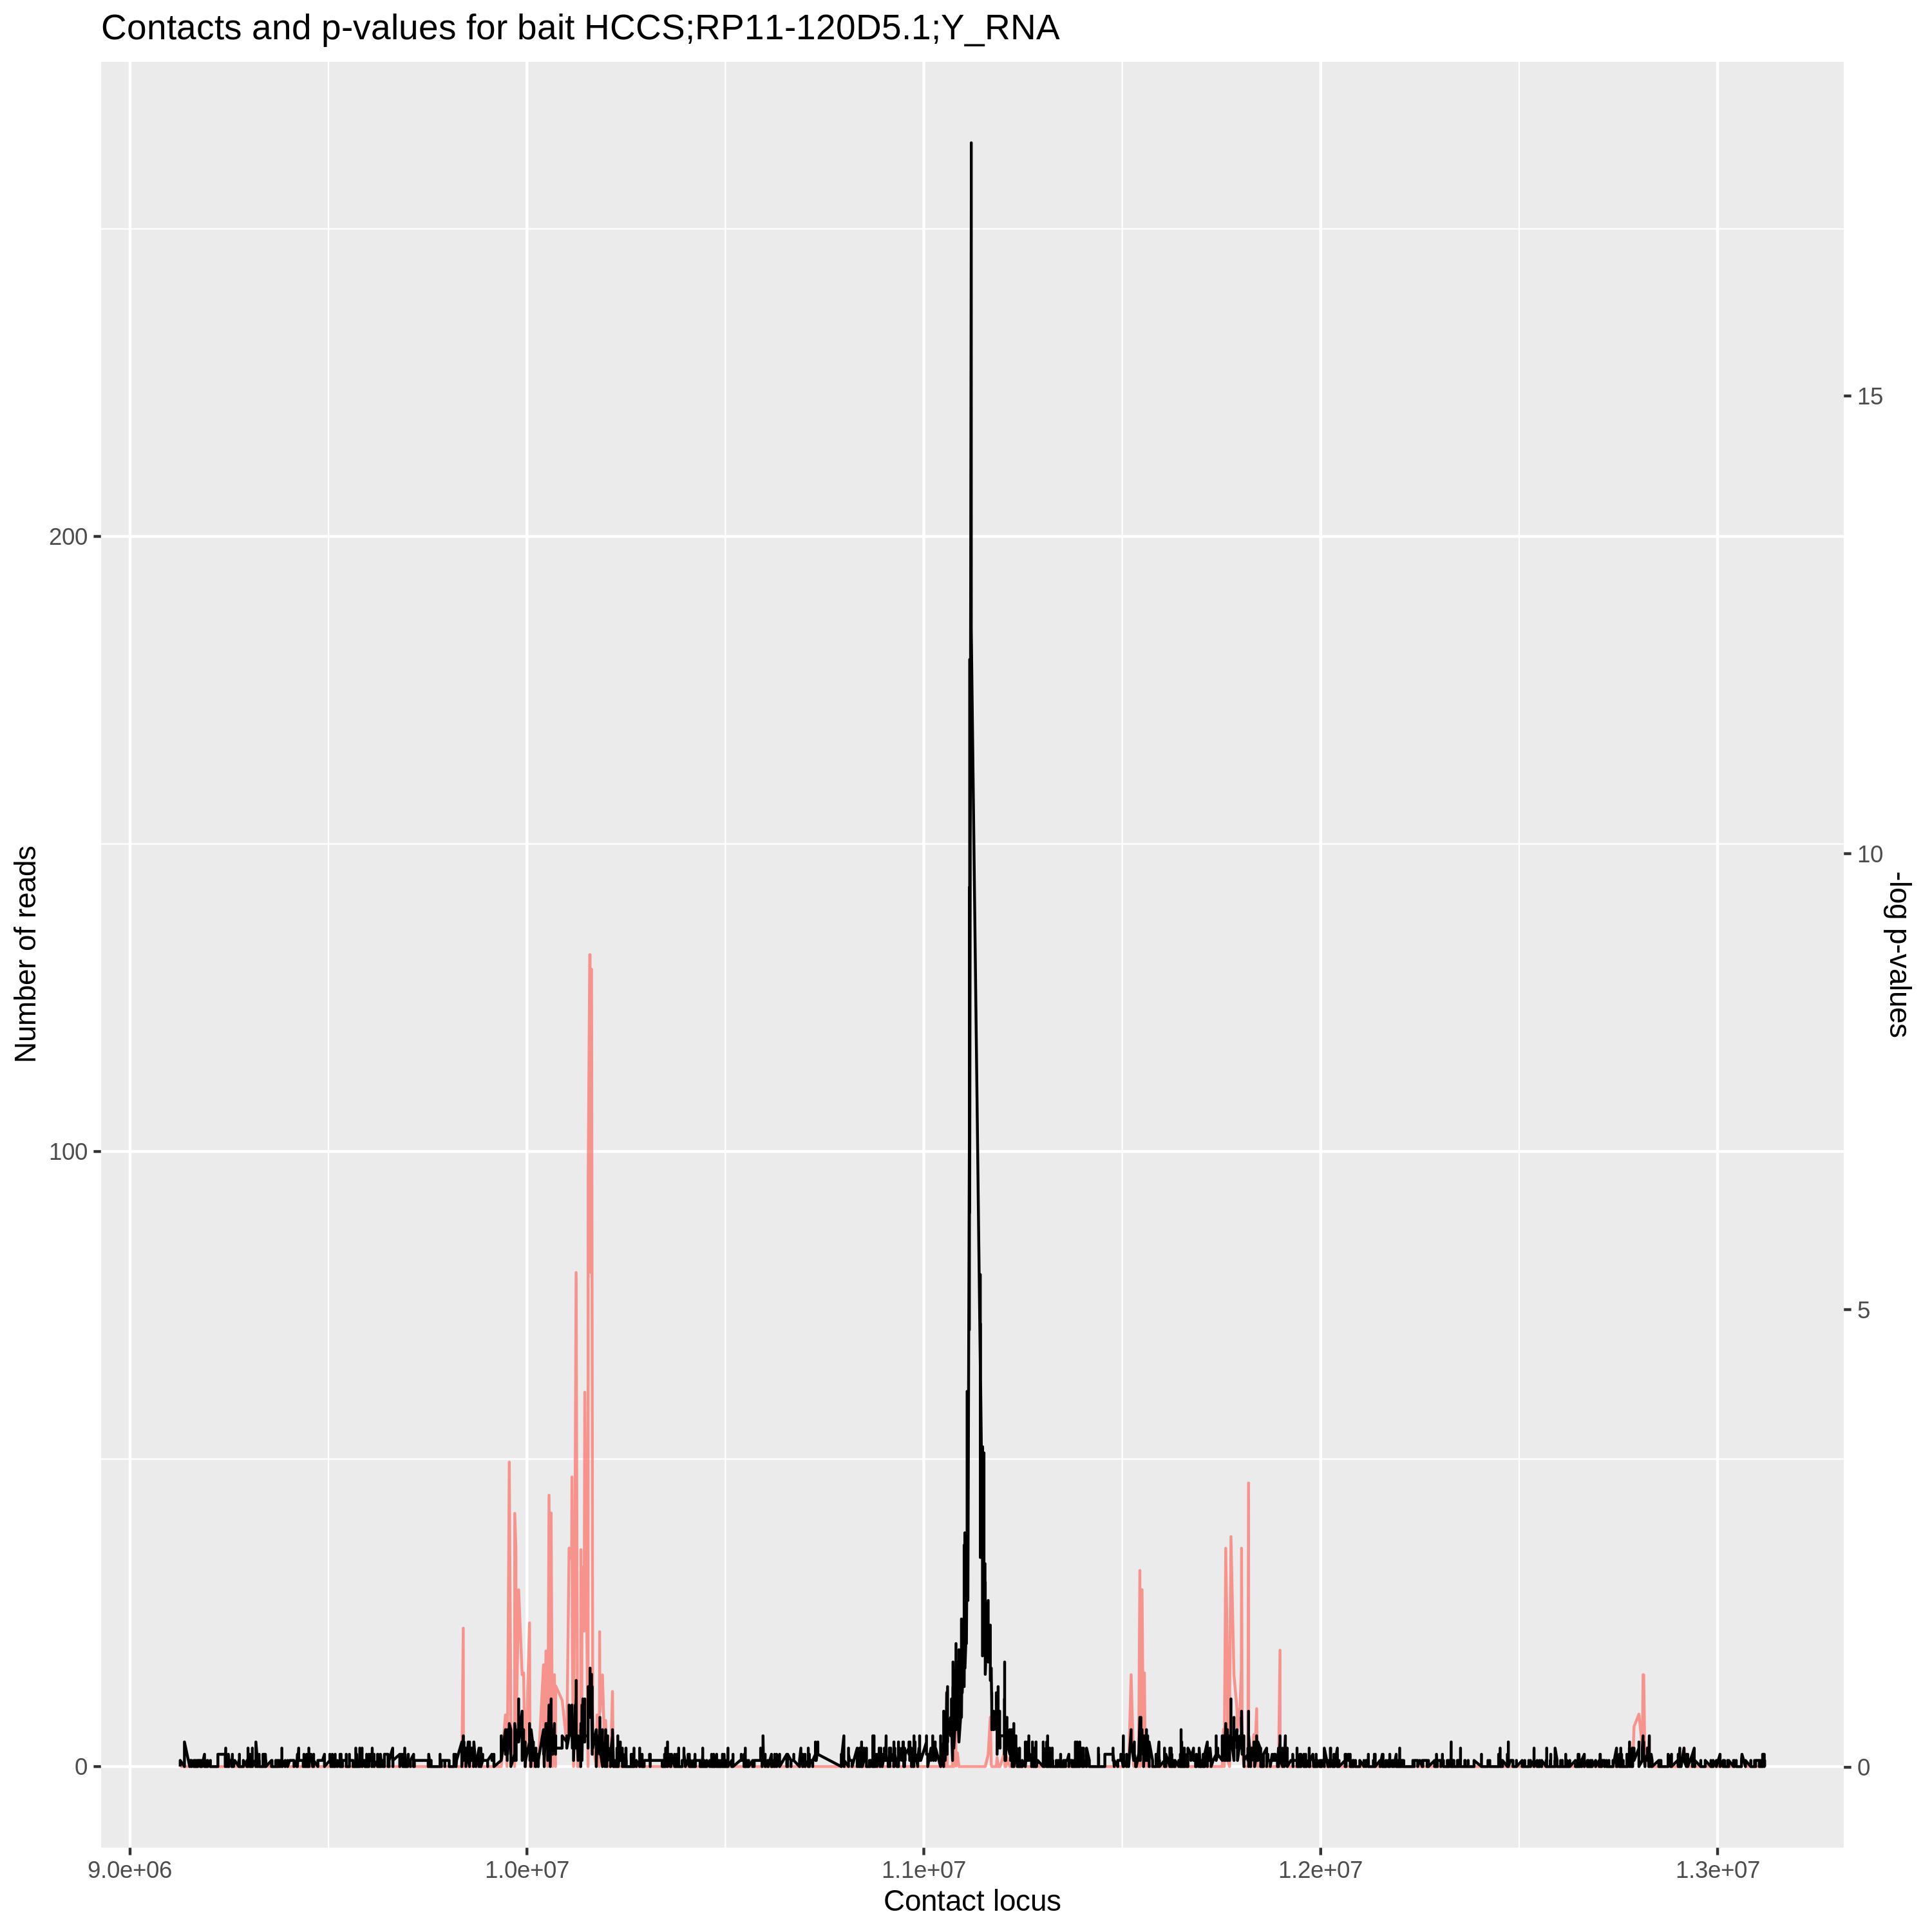 Contacts and p-values for bait HCCS;RP11-120D5.1;Y_RNA
Number of reads
200
100
0
15
10
5
0
-log p-values
9.0e+06
1.0e+07
1.1e+07
1.2e+07
1.3e+07
Contact locus